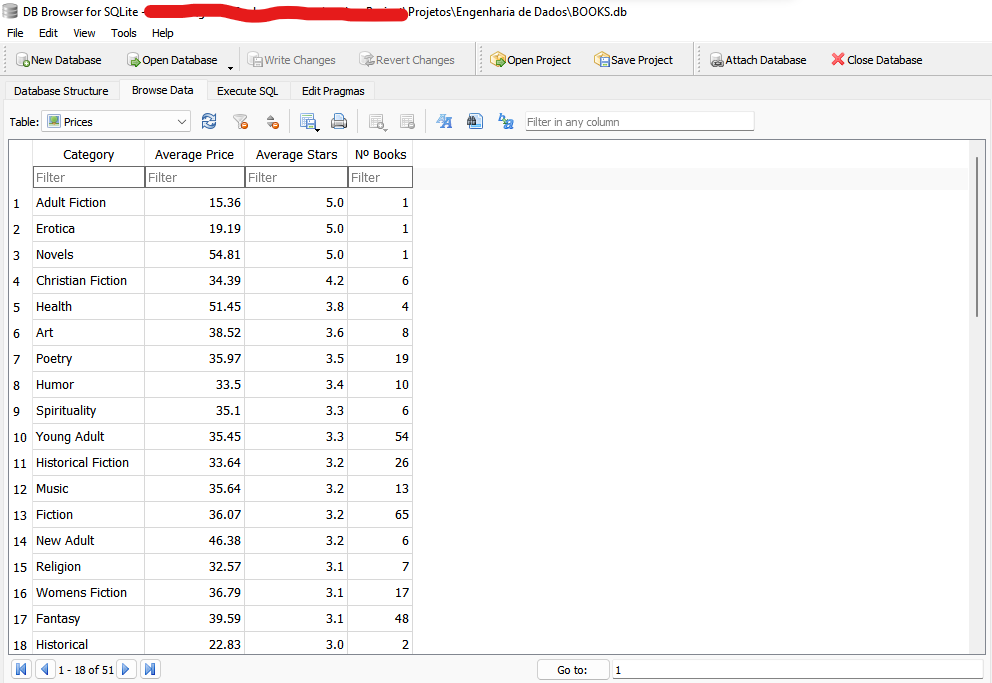 DB Browser for SQLite - Projetos\Engenharia de Dados\BOOKS.db
File Edit View Tools Help
New Database Open Database Write Changes Revert Changes Open Project Save Project Attach Database Close Database
Database Structure Browse Data Execute SQL Edit Pragmas
Table: Prices Filter in any column
Category Average Price Average Stars Nº Books
Filter Filter Filter Filter
1 Adult Fiction 15.36 5.0 1
2 Erotica 19.19 5.0 1
3 Novels 54.81 5.0 1
4 Christian Fiction 34.39 4.2 6
5 Health 51.45 3.8 4
6 Art 38.52 3.6 8
7 Poetry 35.97 3.5 19
8 Humor 33.5 3.4 10
9 Spirituality 35.1 3.3 6
10 Young Adult 35.45 3.3 54
11 Historical Fiction 33.64 3.2 26
12 Music 35.64 3.2 13
13 Fiction 36.07 3.2 65
14 New Adult 46.38 3.2 6
15 Religion 32.57 3.1 7
16 Womens Fiction 36.79 3.1 17
17 Fantasy 39.59 3.1 48
18 Historical 22.83 3.0 2
1 - 18 of 51 Go to: 1